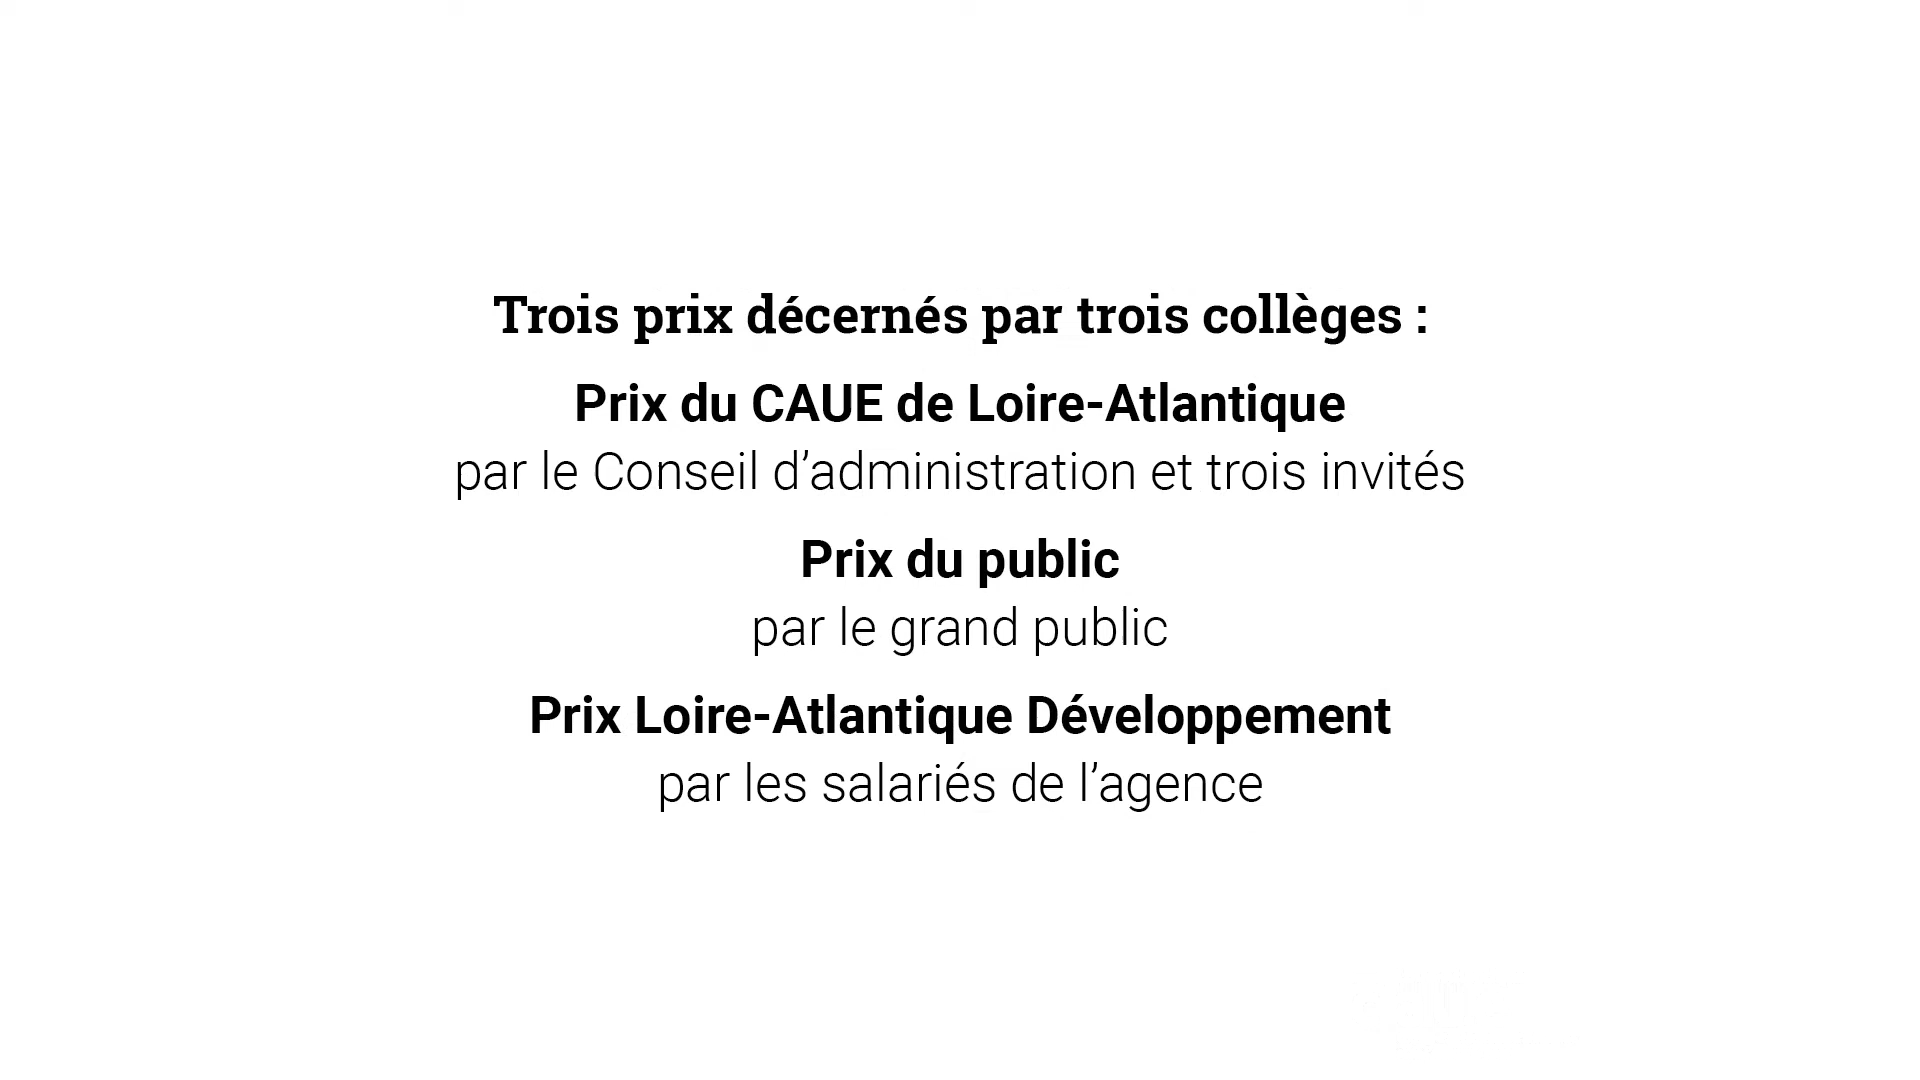 Trois prix décernés par trois collèges :
Prix du CAUE de Loire-Atlantique
par le Conseil d’administration et trois invités
Prix du public
par le grand public
Prix Loire-Atlantique Développement
par les salariés de l’agence